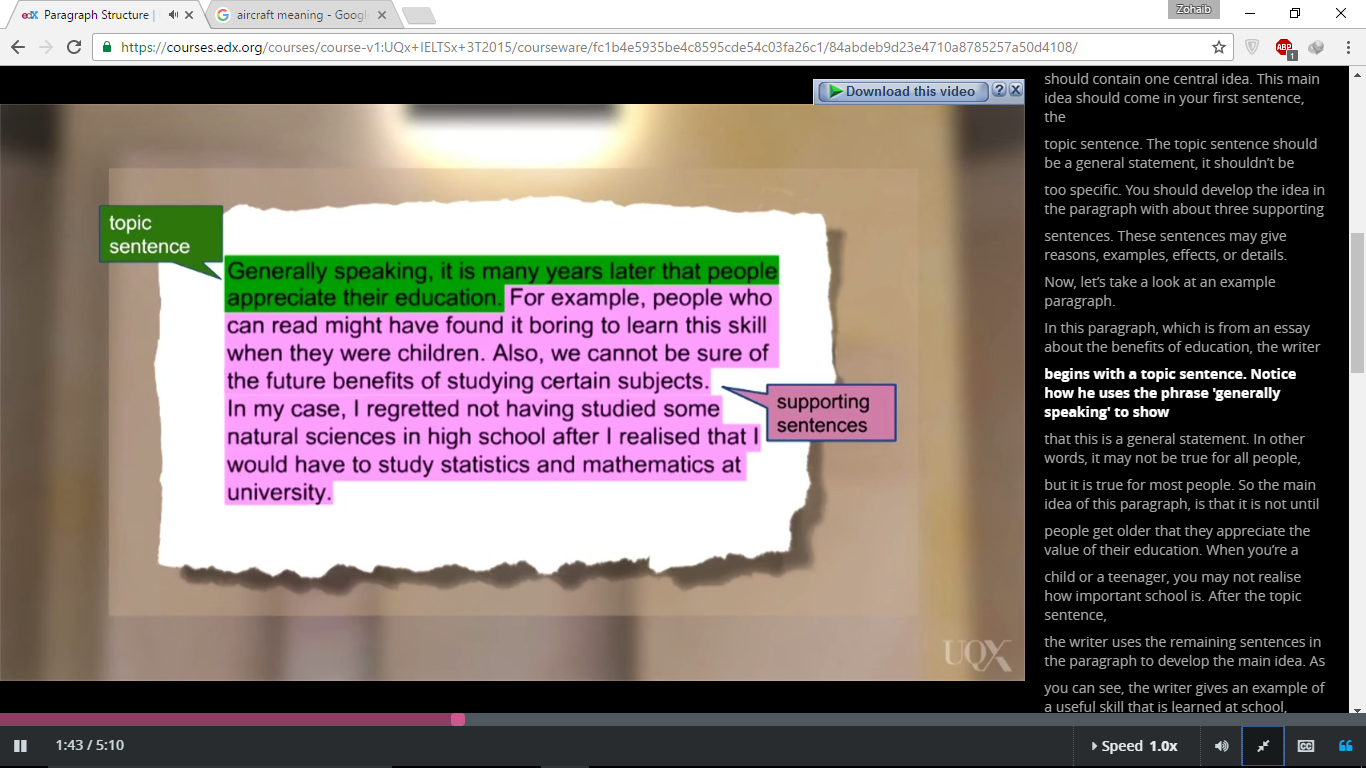 edX Paragraph Structure |
aircraft meaning - Googl
Zohaib
https://courses.edx.org/courses/course-v1:UQx+IELTSx+3T2015/courseware/fc1b4e5935be4c8595cde54c03fa26c1/84abdeb9d23e4710a8785257a50d4108/
ABP
1
Download this video
?
topic
sentence
Generally speaking, it is many years later that people
appreciate their education. For example, people who
can read might have found it boring to learn this skill
when they were children. Also, we cannot be sure of
the future benefits of studying certain subjects.
In my case, I regretted not having studied some
natural sciences in high school after I realised that I
would have to study statistics and mathematics at
university.
supporting
sentences
UQX
should contain one central idea. This main
idea should come in your first sentence,
the
topic sentence. The topic sentence should
be a general statement, it shouldn't be
too specific. You should develop the idea in
the paragraph with about three supporting
sentences. These sentences may give
reasons, examples, effects, or details.
Now, let's take a look at an example
paragraph.
In this paragraph, which is from an essay
about the benefits of education, the writer
begins with a topic sentence. Notice
how he uses the phrase 'generally
speaking' to show
that this is a general statement. In other
words, it may not be true for all people,
but it is true for most people. So the main
idea of this paragraph, is that it is not until
people get older that they appreciate the
value of their education. When you're a
child or a teenager, you may not realise
how important school is. After the topic
sentence,
the writer uses the remaining sentences in
the paragraph to develop the main idea. As
you can see, the writer gives an example of
a useful skill that is learned at school,
1:43 / 5:10
Speed 1.0x
CC